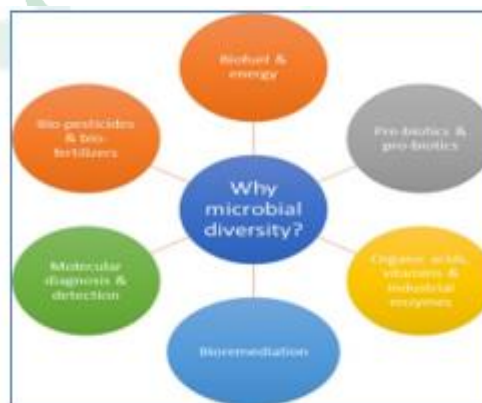 Biofuel &
energy
Bio-pesticides
& bio-
fertilizers
Pre-biotics &
pro-biotics
Why
microbial
diversity?
Molecular
diagnosis &
detection
Organic acids,
vitamins &
industrial
enzymes
Bioremediation